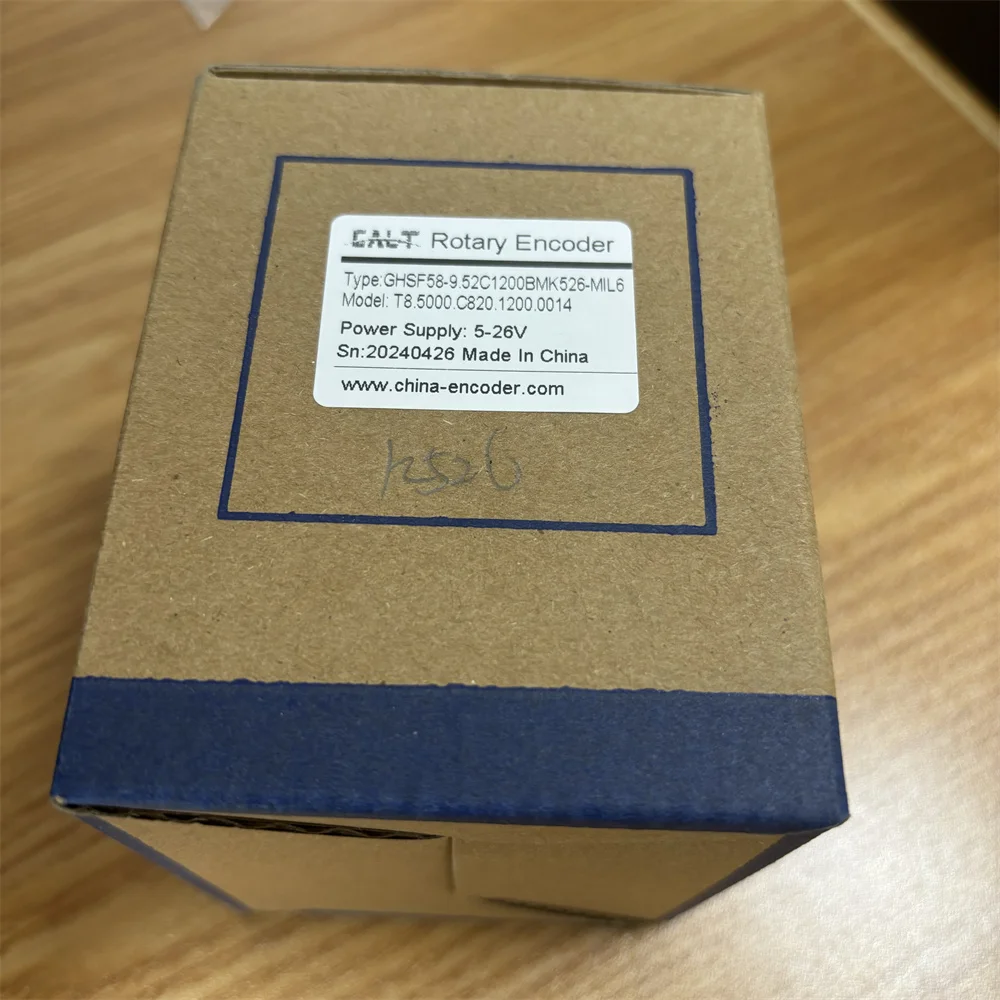 CALT Rotary Encoder
Type:GHSF58-9.52C1200BMK526-MIL6
Model: T8.5000.C820.1200.0014
Power Supply: 5-26V
Sn:20240426 Made In China
www.china-encoder.com
k526